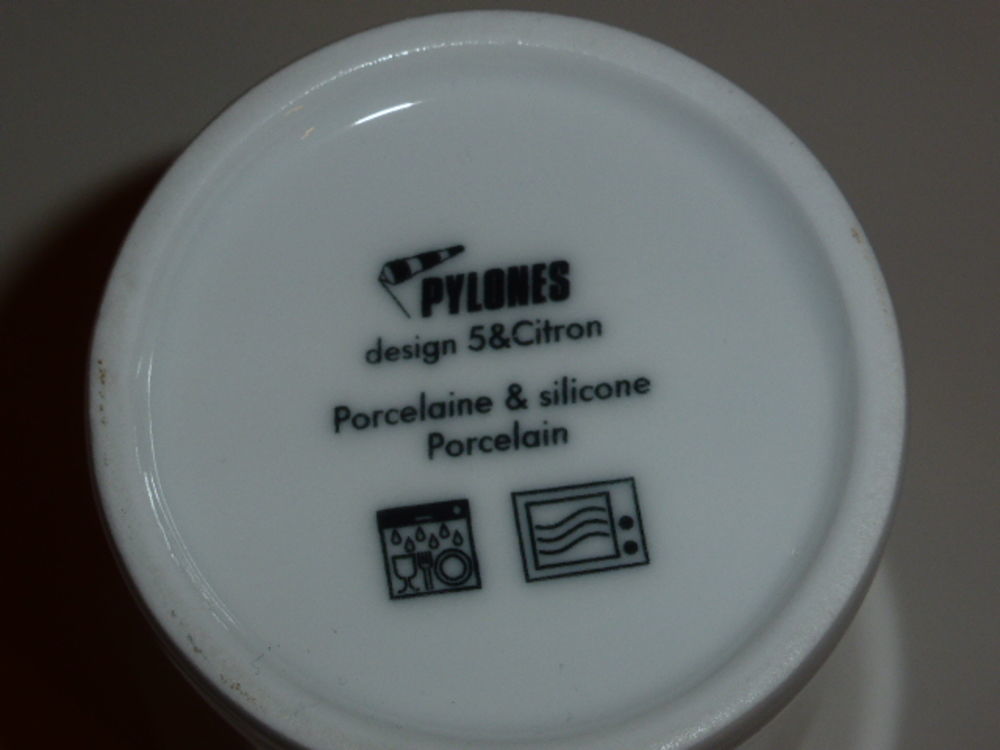 PYLONES
design 5&Citron
Porcelaine & silicone
Porcelain